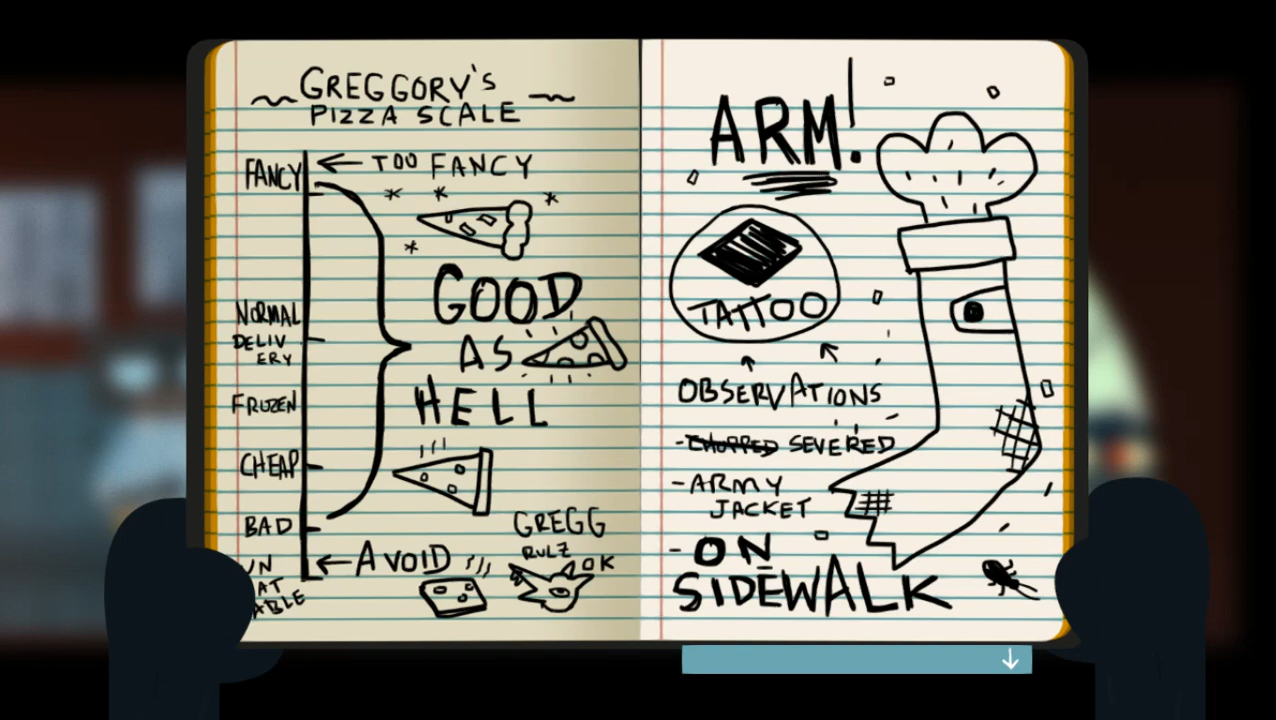 GREGGORY'S
PIZZA SCALE
FANCY
← TOO FANCY
GOOD
AS
HELL
NORMAL
DELIV
ERY
FROZEN
CHEAP
BAD
← AVOID
GREGG
RULZ
OK
ARM!
TATTOO
OBSERVATIONS
- CHOPPED SEVERED
- ARMY
JACKET
- ON
SIDEWALK